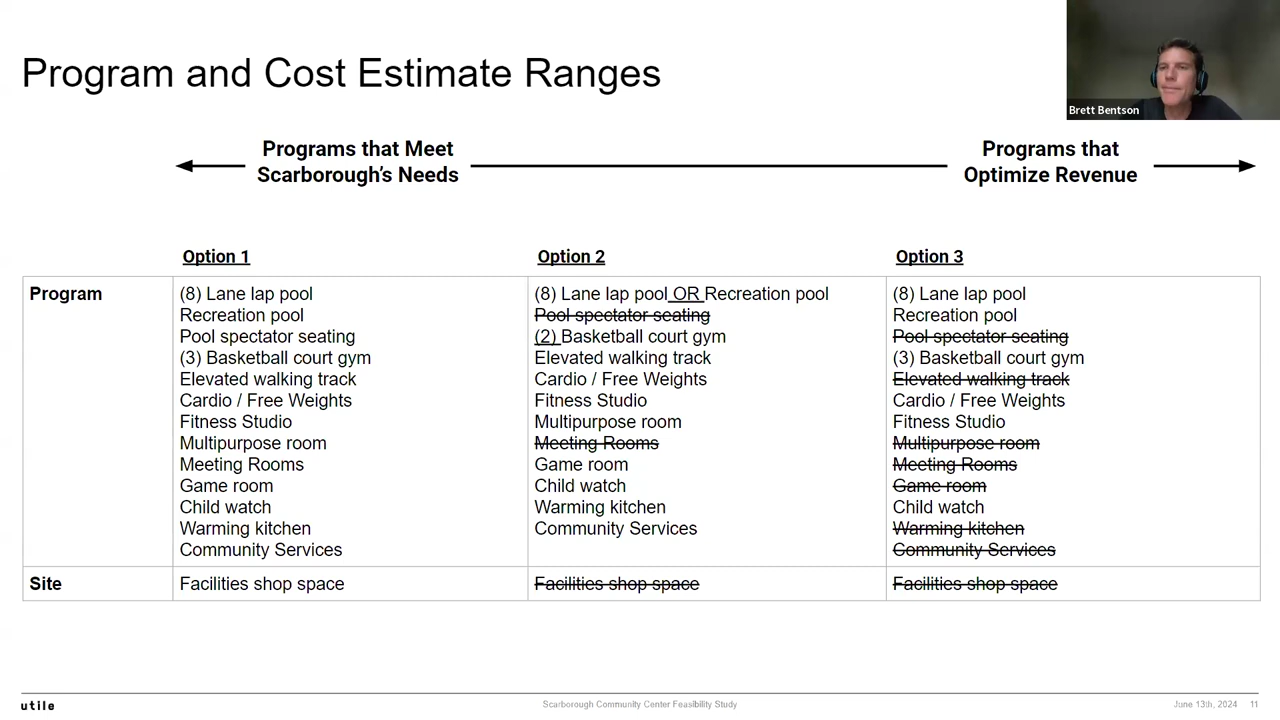 Program and Cost Estimate Ranges
Brett Bentson
Programs that Meet
Scarborough's Needs
Programs that
Optimize Revenue
Option 1
Option 2
Option 3
Program
(8) Lane lap pool
Recreation pool
Pool spectator seating
(3) Basketball court gym
Elevated walking track
Cardio / Free Weights
Fitness Studio
Multipurpose room
Meeting Rooms
Game room
Child watch
Warming kitchen
Community Services
(8) Lane lap pool OR Recreation pool
Pool spectator seating
(2) Basketball court gym
Elevated walking track
Cardio / Free Weights
Fitness Studio
Multipurpose room
Meeting Rooms
Game room
Child watch
Warming kitchen
Community Services
(8) Lane lap pool
Recreation pool
Pool spectator seating
(3) Basketball court gym
Elevated walking track
Cardio / Free Weights
Fitness Studio
Multipurpose room
Meeting Rooms
Game room
Child watch
Warming kitchen
Community Services
Site
Facilities shop space
Facilities shop space
Facilities shop space
utile
Scarborough Community Center Feasibility Study
June 13th, 2024
11